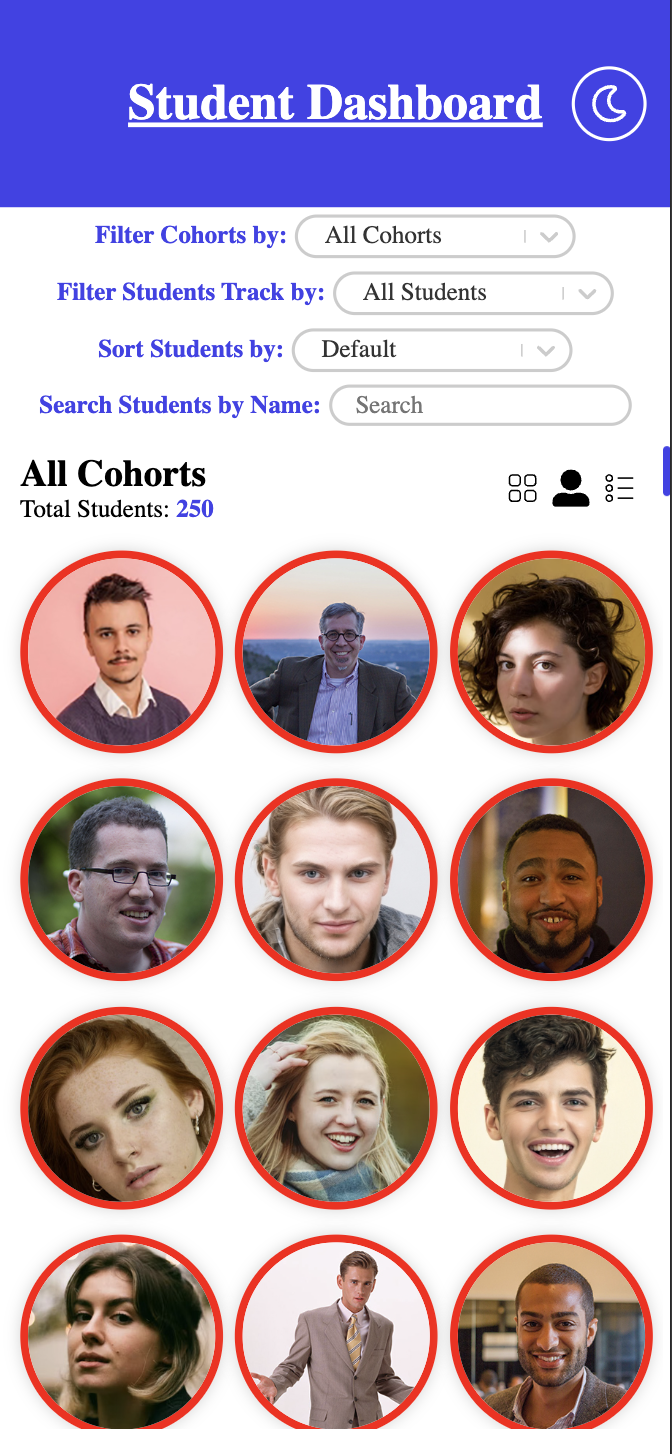 Student Dashboard
Filter Cohorts by: All Cohorts
Filter Students Track by: All Students
Sort Students by: Default
Search Students by Name: Search
All Cohorts
Total Students: 250